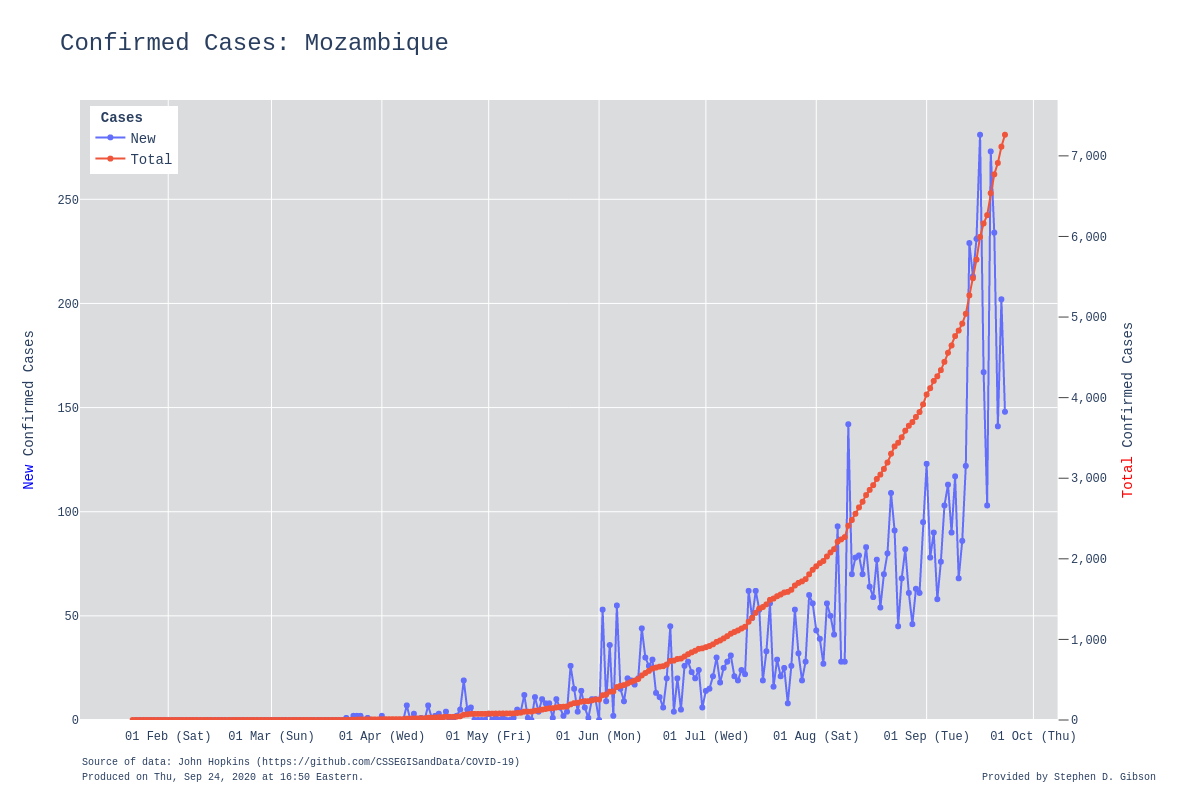 Confirmed Cases: Mozambique
Cases
New
Total
250
200
150
100
50
0
7,000
6,000
5,000
4,000
3,000
2,000
1,000
0
New Confirmed Cases
Total Confirmed Cases
01 Feb (Sat) 01 Mar (Sun) 01 Apr (Wed) 01 May (Fri) 01 Jun (Mon) 01 Jul (Wed) 01 Aug (Sat) 01 Sep (Tue) 01 Oct (Thu)
Source of data: John Hopkins (https://github.com/CSSEGISandData/COVID-19)
Produced on Thu, Sep 24, 2020 at 16:50 Eastern.
Provided by Stephen D. Gibson